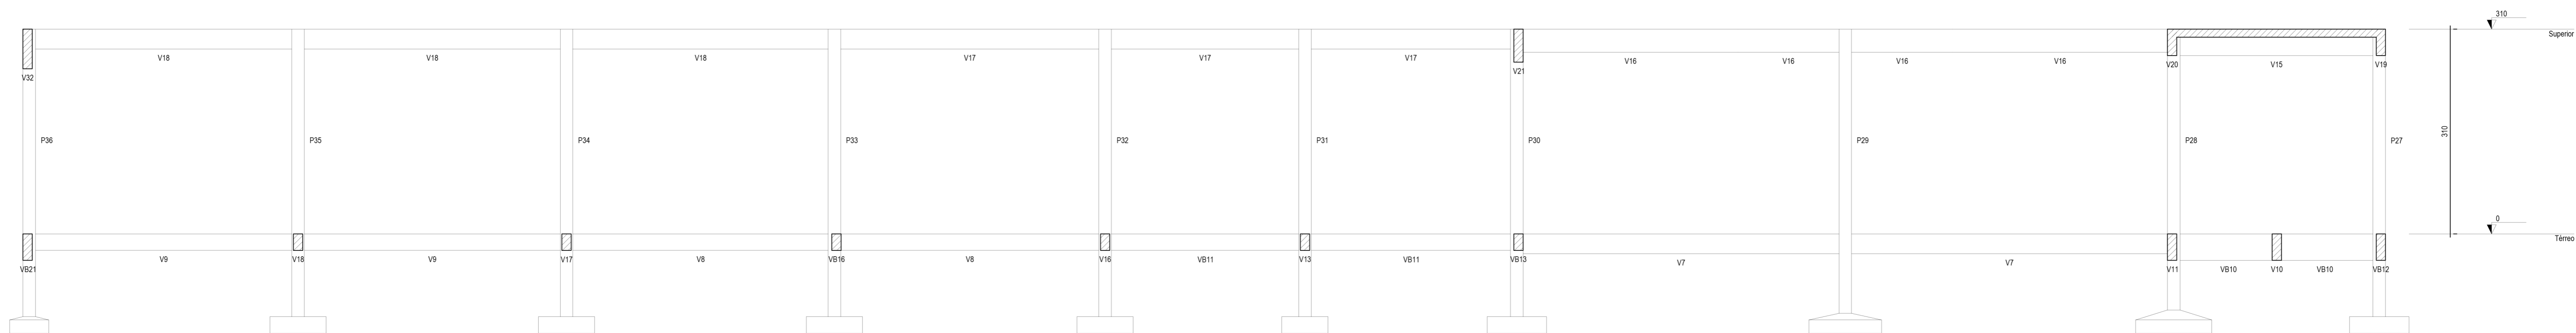 310
Superior
V32
V18
V18
V18
V17
V17
V17
V21
V16
V16
V16
V16
V20
V15
V19
P36
P35
P34
P33
P32
P31
P30
P29
P28
P27
310
0
Térreo
VB21
V9
V18
V9
V17
V8
VB16
V8
V16
VB11
V13
VB11
VB13
V7
V7
V11
VB10
V10
VB10
VB12